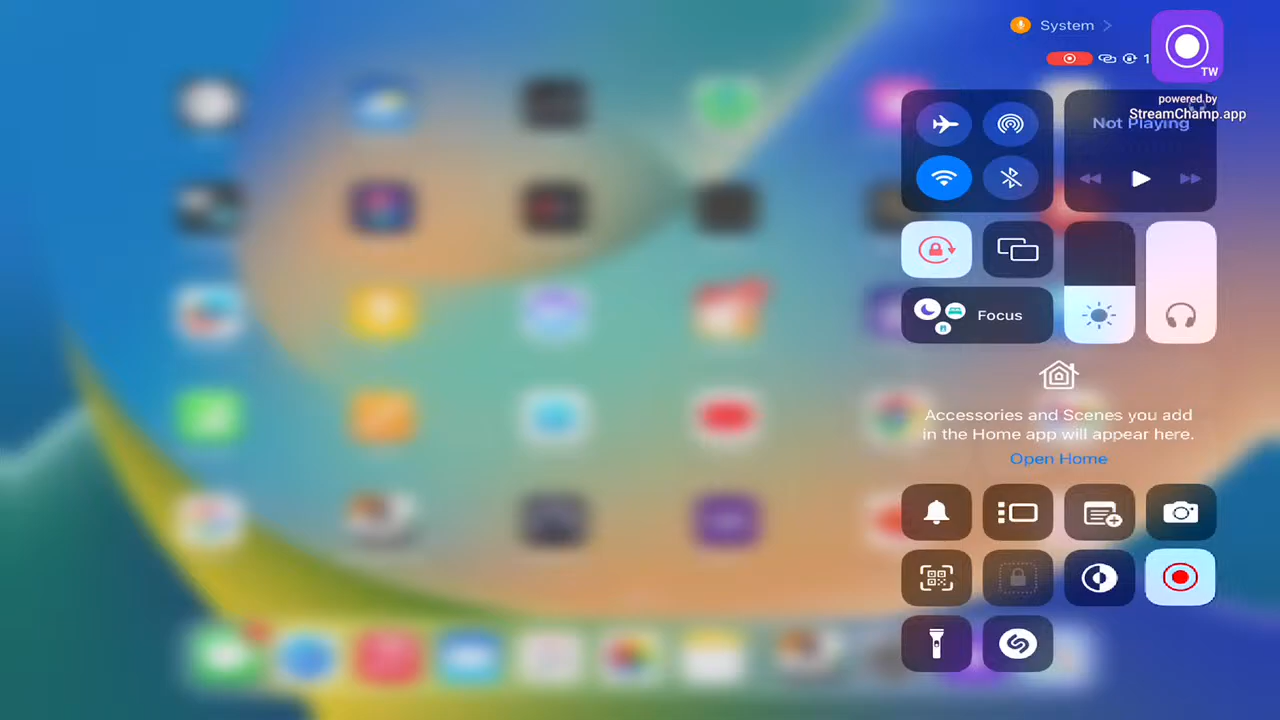 System
1
TW
powered by
StreamChamp.app
Not Playing
Focus
Accessories and Scenes you add
in the Home app will appear here.
Open Home